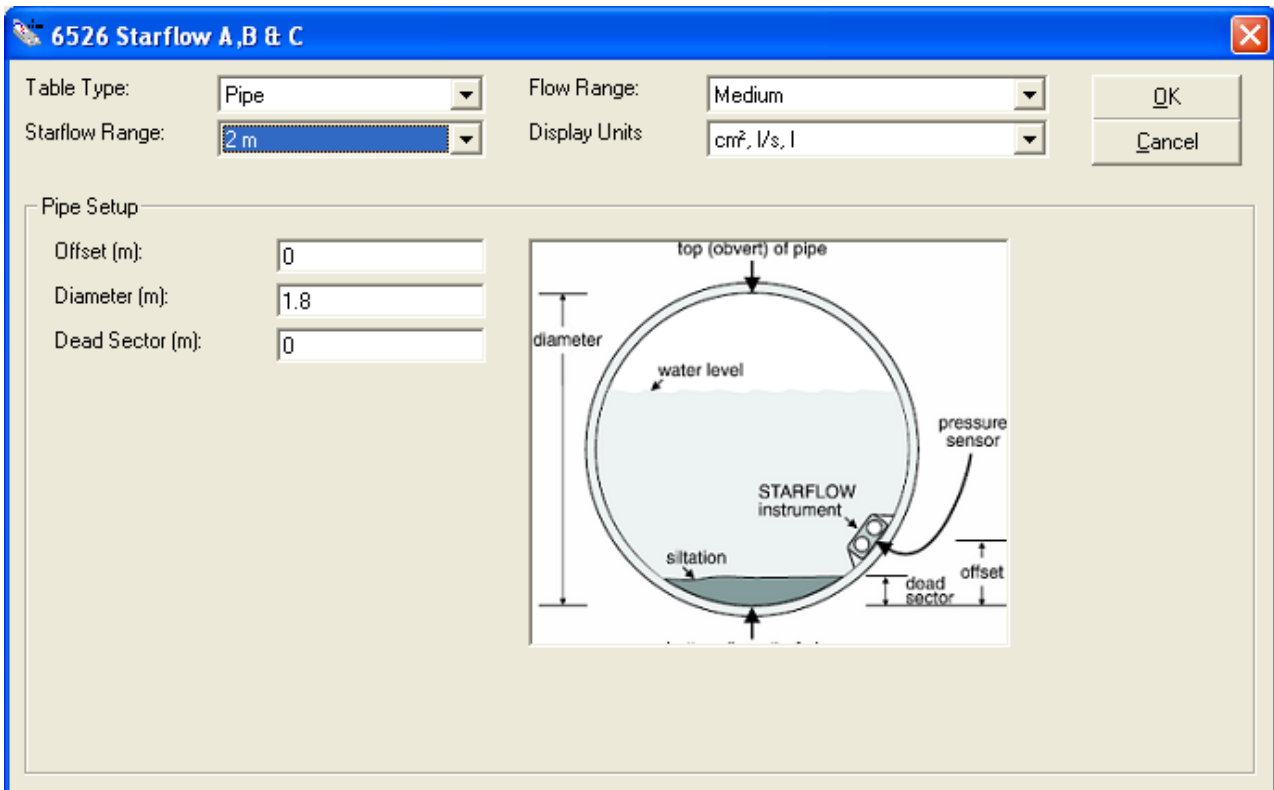 6526 Starflow A,B & C
Table Type:
Pipe
Flow Range:
Medium
OK
Starflow Range:
2 m
Display Units
cm², l/s, l
Cancel
Pipe Setup
Offset (m):
0
Diameter (m):
1.8
Dead Sector (m):
0
top (obvert) of pipe
diameter
water level
pressure
sensor
STARFLOW
instrument
siltation
offset
dead
sector